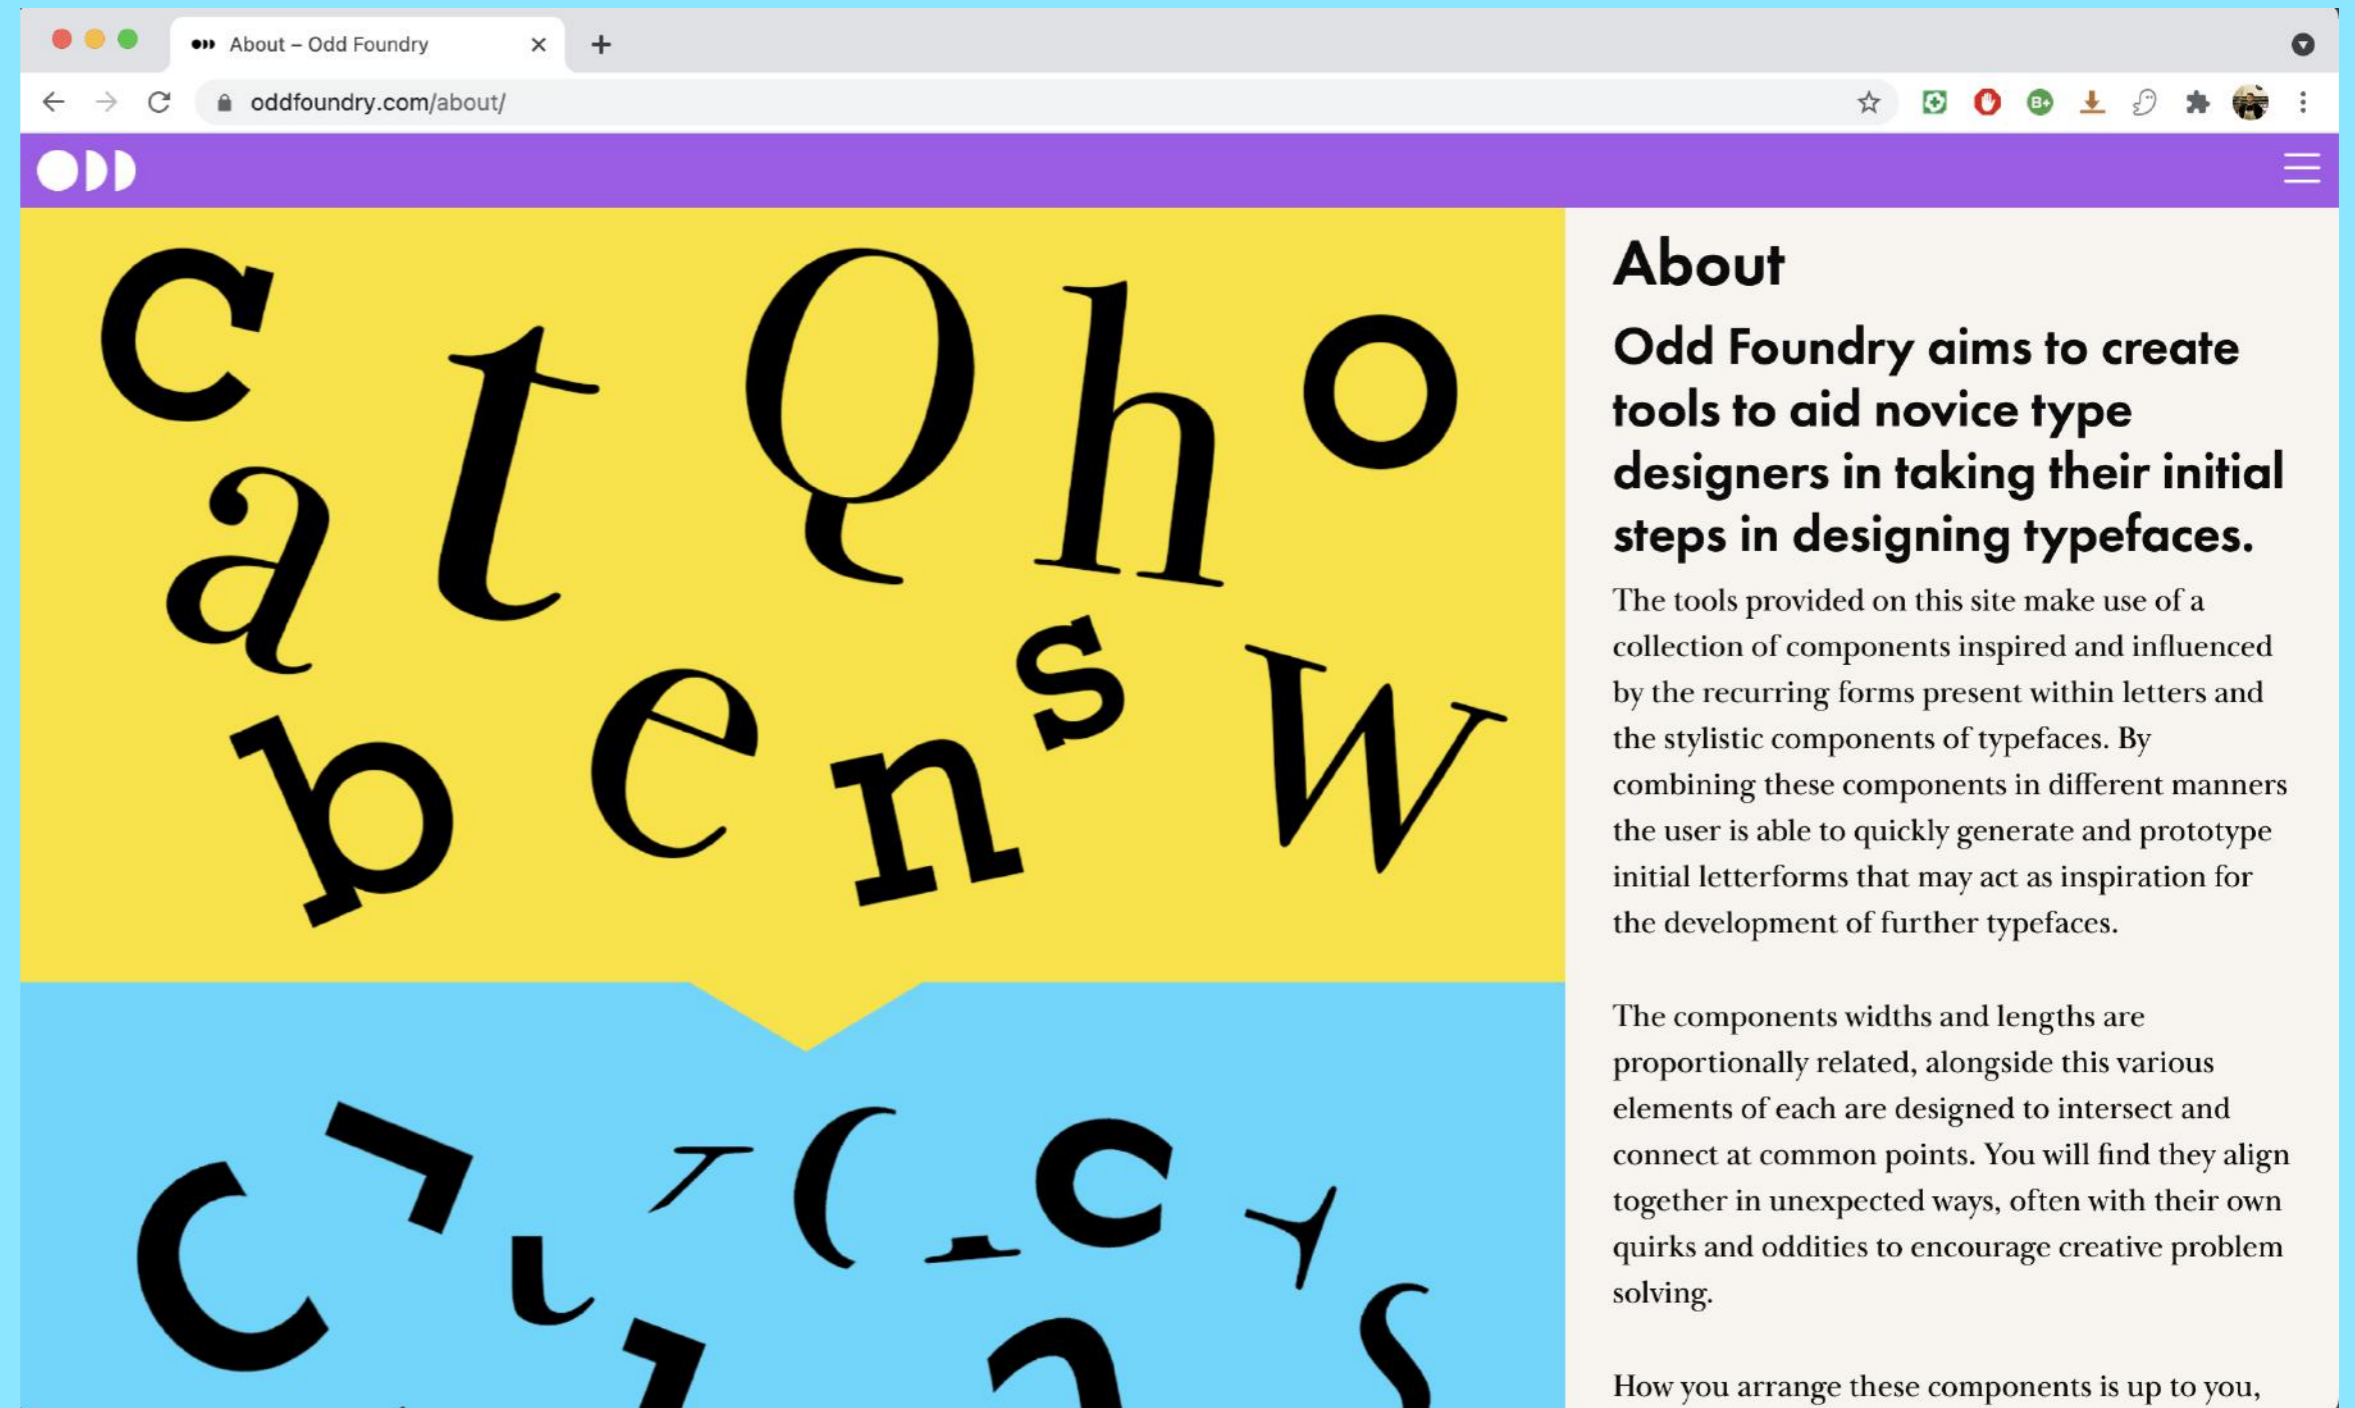 About – Odd Foundry
oddfoundry.com/about/
ODD
c t Q h o
a
b e n s w
About
Odd Foundry aims to create
tools to aid novice type
designers in taking their initial
steps in designing typefaces.
The tools provided on this site make use of a
collection of components inspired and influenced
by the recurring forms present within letters and
the stylistic components of typefaces. By
combining these components in different manners
the user is able to quickly generate and prototype
initial letterforms that may act as inspiration for
the development of further typefaces.
The components widths and lengths are
proportionally related, alongside this various
elements of each are designed to intersect and
connect at common points. You will find they align
together in unexpected ways, often with their own
quirks and oddities to encourage creative problem
solving.
How you arrange these components is up to you,